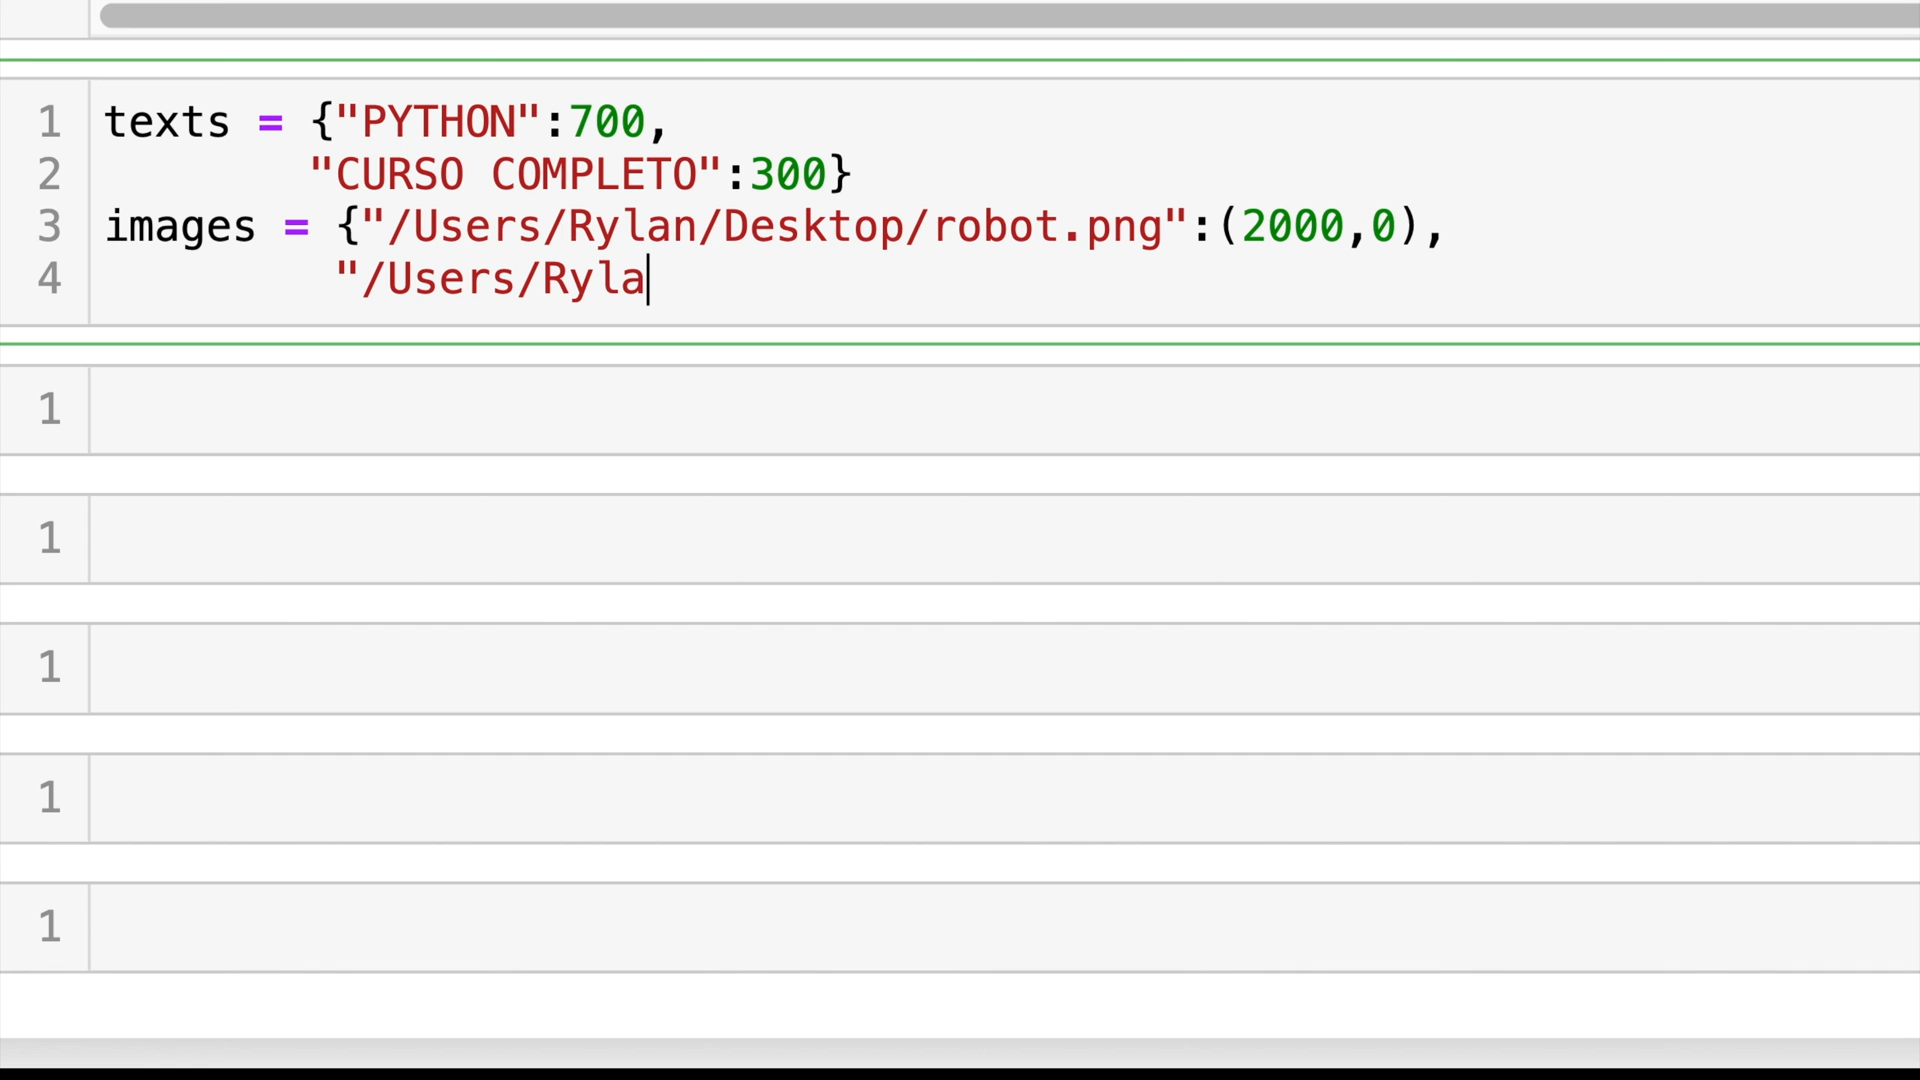 1 texts = {"PYTHON":700,
2 "CURSO COMPLETO":300}
3 images = {"/Users/Rylan/Desktop/robot.png":(2000,0),
4 "/Users/Ryla
1
1
1
1
1